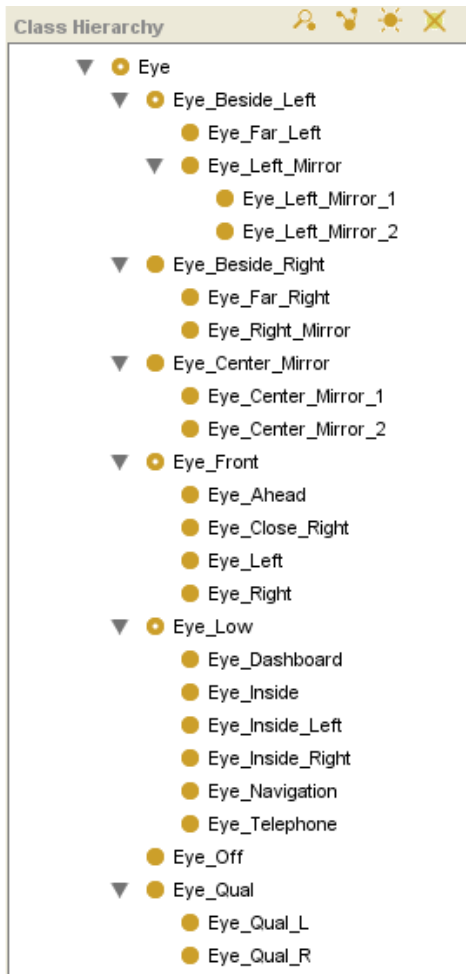 Class Hierarchy
Eye
Eye_Beside_Left
Eye_Far_Left
Eye_Left_Mirror
Eye_Left_Mirror_1
Eye_Left_Mirror_2
Eye_Beside_Right
Eye_Far_Right
Eye_Right_Mirror
Eye_Center_Mirror
Eye_Center_Mirror_1
Eye_Center_Mirror_2
Eye_Front
Eye_Ahead
Eye_Close_Right
Eye_Left
Eye_Right
Eye_Low
Eye_Dashboard
Eye_Inside
Eye_Inside_Left
Eye_Inside_Right
Eye_Navigation
Eye_Telephone
Eye_Off
Eye_Qual
Eye_Qual_L
Eye_Qual_R